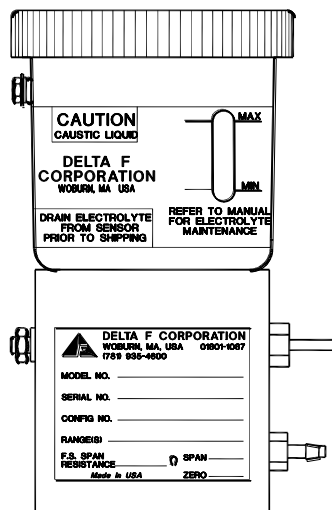 CAUTION
CAUSTIC LIQUID
MAX
DELTA F
CORPORATION
WOBURN, MA USA
MIN
DRAIN ELECTROLYTE
FROM SENSOR
PRIOR TO SHIPPING
REFER TO MANUAL
FOR ELECTROLYTE
MAINTENANCE
DELTA F CORPORATION
WOBURN, MA, USA 01801-1087
(781) 935-4600
MODEL NO.
SERIAL NO.
CONFIG NO.
RANGE(S)
F.S. SPAN
RESISTANCE Ω SPAN
Made in USA ZERO